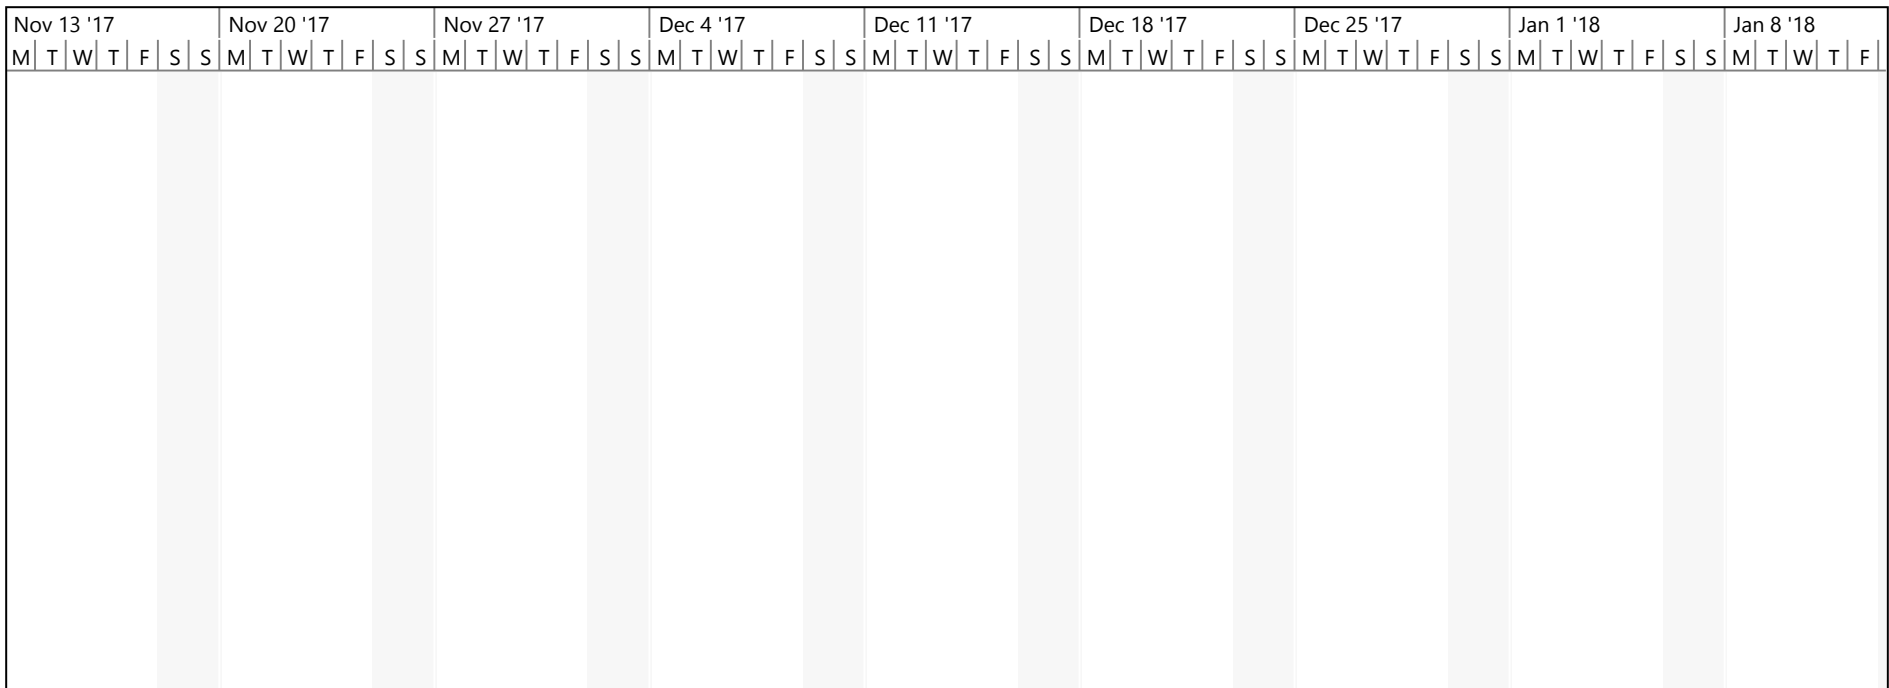 Nov 13 '17 Nov 20 '17 Nov 27 '17 Dec 4 '17 Dec 11 '17 Dec 18 '17 Dec 25 '17 Jan 1 '18 Jan 8 '18
M T W T F S S M T W T F S S M T W T F S S M T W T F S S M T W T F S S M T W T F S S M T W T F S S M T W T F S S M T W T F